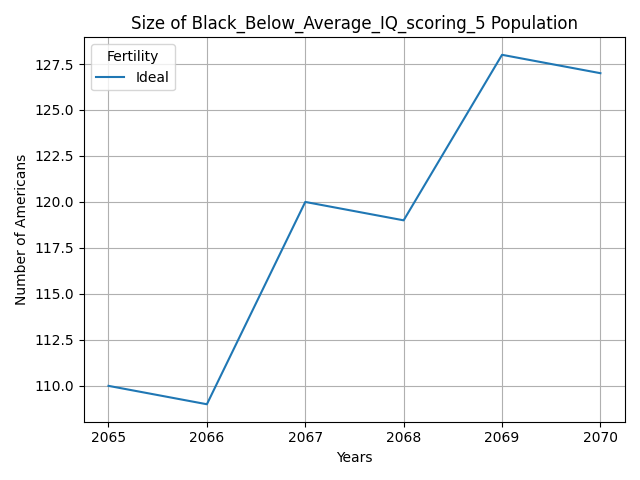 Size of Black_Below_Average_IQ_scoring_5 Population
Fertility
Ideal
127.5
125.0
122.5
120.0
117.5
115.0
112.5
110.0
Number of Americans
2065 2066 2067 2068 2069 2070
Years